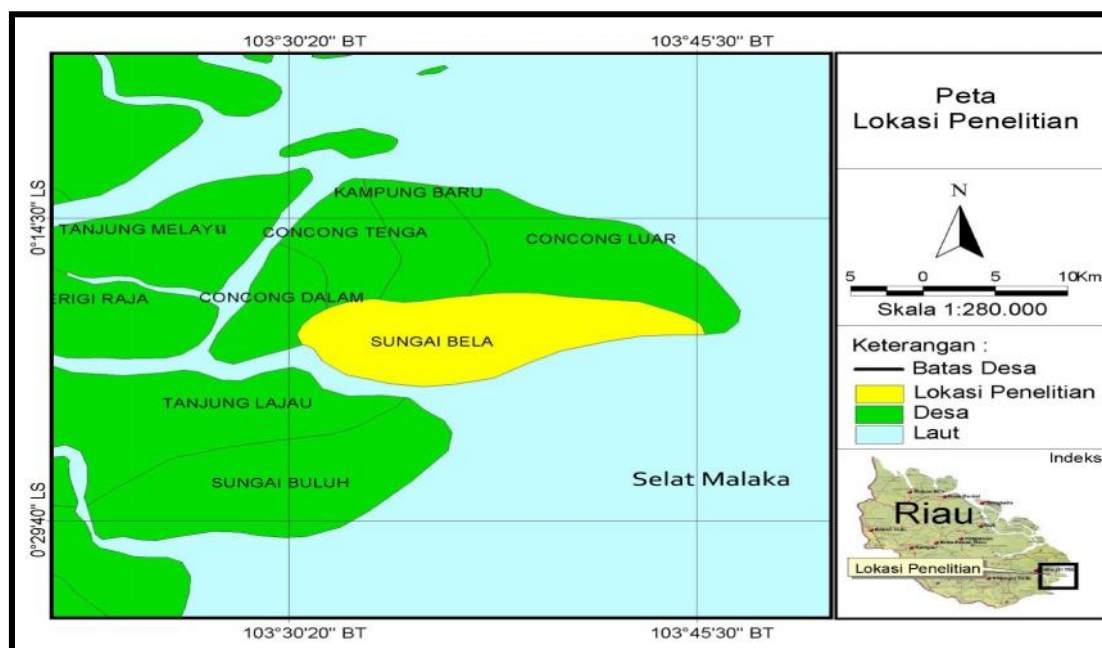 103°30'20" BT
103°45'30" BT
0°14'30" LS
0°29'40" LS
KAMPUNG BARU
TANJUNG MELAYu
CONCONG TENGA
CONCONG LUAR
ERIGI RAJA
CONCONG DALAM
SUNGAI BELA
TANJUNG LAJAU
SUNGAI BULUH
Selat Malaka
103°30'20" BT
103°45'30" BT
Peta
Lokasi Penelitian
N
5 0 5 10Km
Skala 1:280.000
Keterangan :
Batas Desa
Lokasi Penelitian
Desa
Laut
Indeks
Riau
Lokasi Penelitian